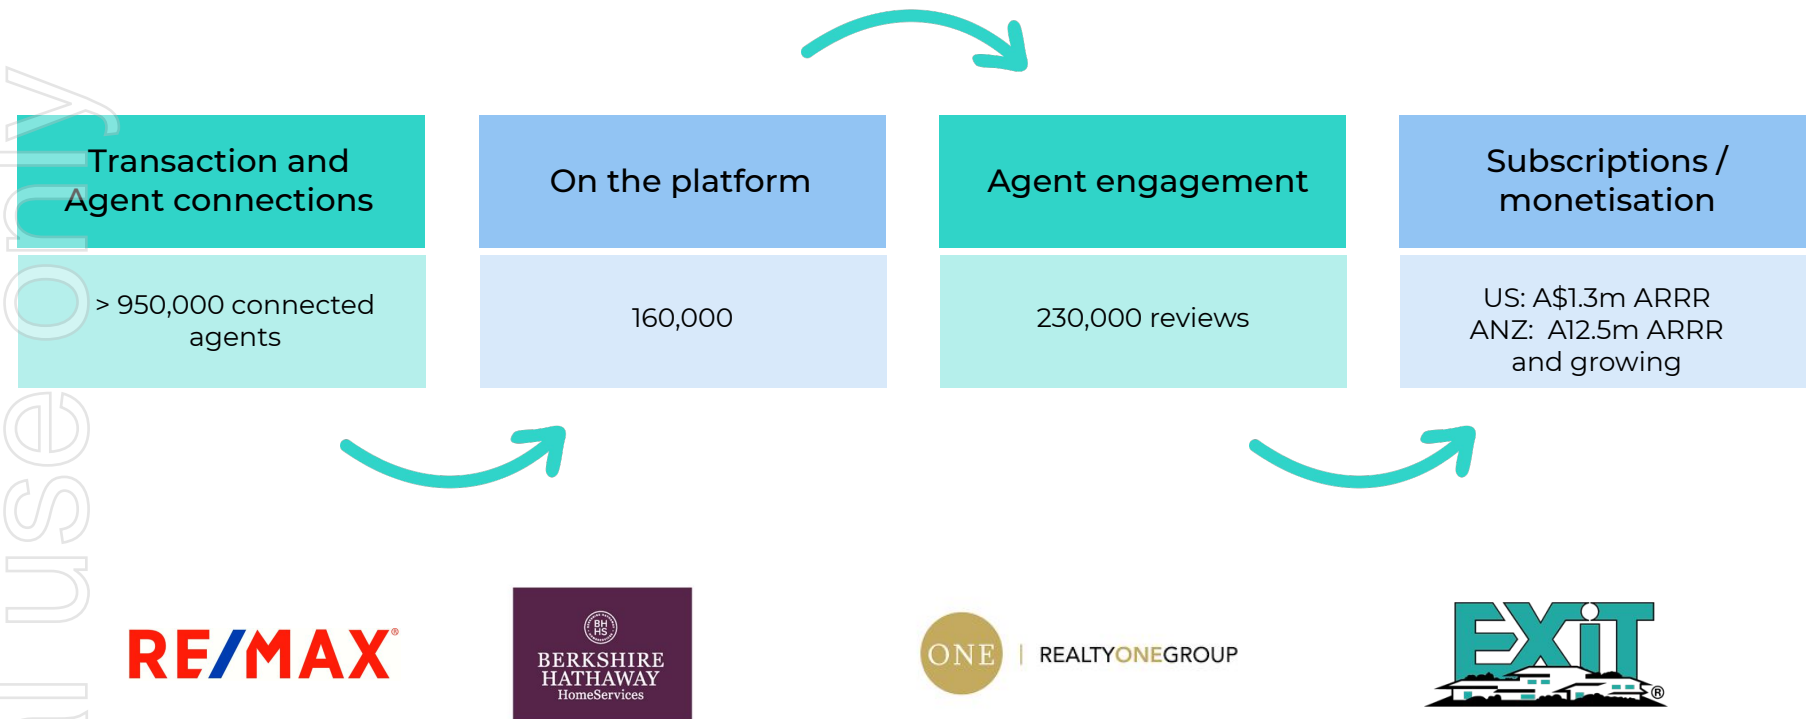 Transaction and
Agent connections
On the platform
Agent engagement
Subscriptions /
monetisation
> 950,000 connected
agents
160,000
230,000 reviews
US: A$1.3m ARRR
ANZ: A12.5m ARRR
and growing
use only
RE/MAX®
BH
HS
BERKSHIRE
HATHAWAY
HomeServices
ONE | REALTYONEGROUP
EXiT®